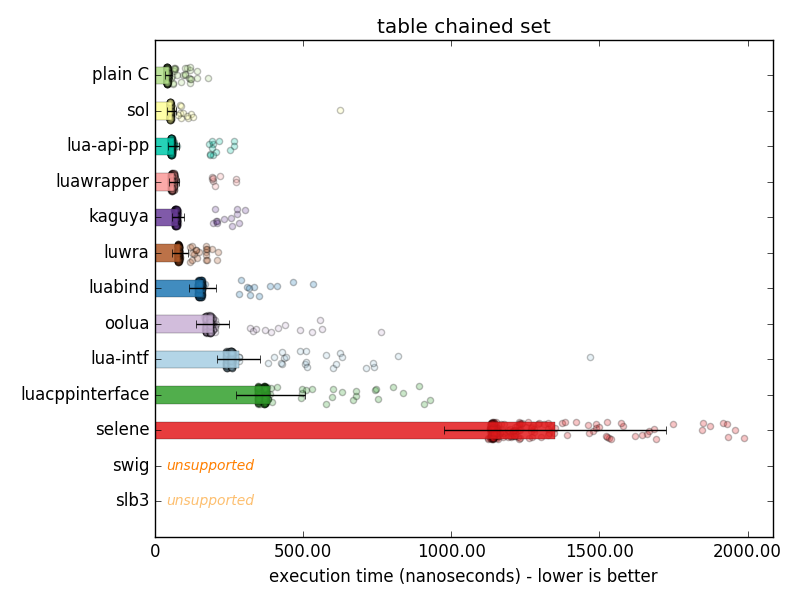 table chained set
plain C
sol
lua-api-pp
luawrapper
kaguya
luwra
luabind
oolua
lua-intf
luacppinterface
selene
swig unsupported
slb3 unsupported
0 500.00 1000.00 1500.00 2000.00
execution time (nanoseconds) - lower is better